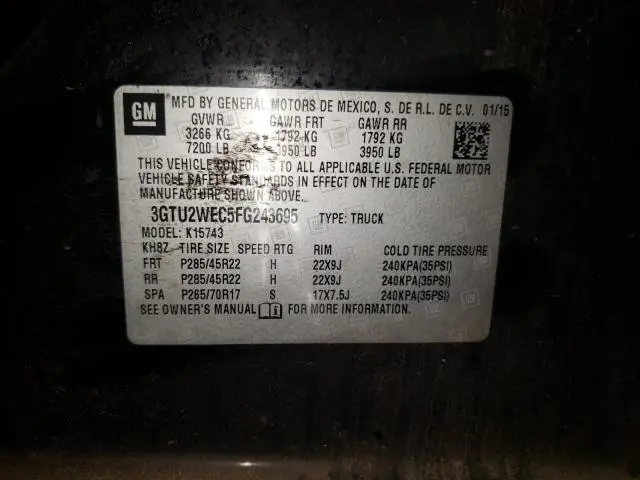 GM
MFD BY GENERAL MOTORS DE MEXICO, S. DE R.L. DE C.V. 01/15
GVWR GAWR FRT GAWR RR
3266 KG 1792 KG 1792 KG
7200 LB 3950 LB 3950 LB
THIS VEHICLE CONFORMS TO ALL APPLICABLE U.S. FEDERAL MOTOR
VEHICLE SAFETY STANDARDS IN EFFECT ON THE DATE OF
MANUFACTURE SHOWN ABOVE.
3GTU2WEC5FG243695 TYPE: TRUCK
MODEL: K15743
KH8Z TIRE SIZE SPEED RTG RIM COLD TIRE PRESSURE
FRT P285/45R22 H 22X9J 240KPA(35PSI)
RR P285/45R22 H 22X9J 240KPA(35PSI)
SPA P265/70R17 S 17X7.5J 240KPA(35PSI)
SEE OWNER'S MANUAL FOR MORE INFORMATION.